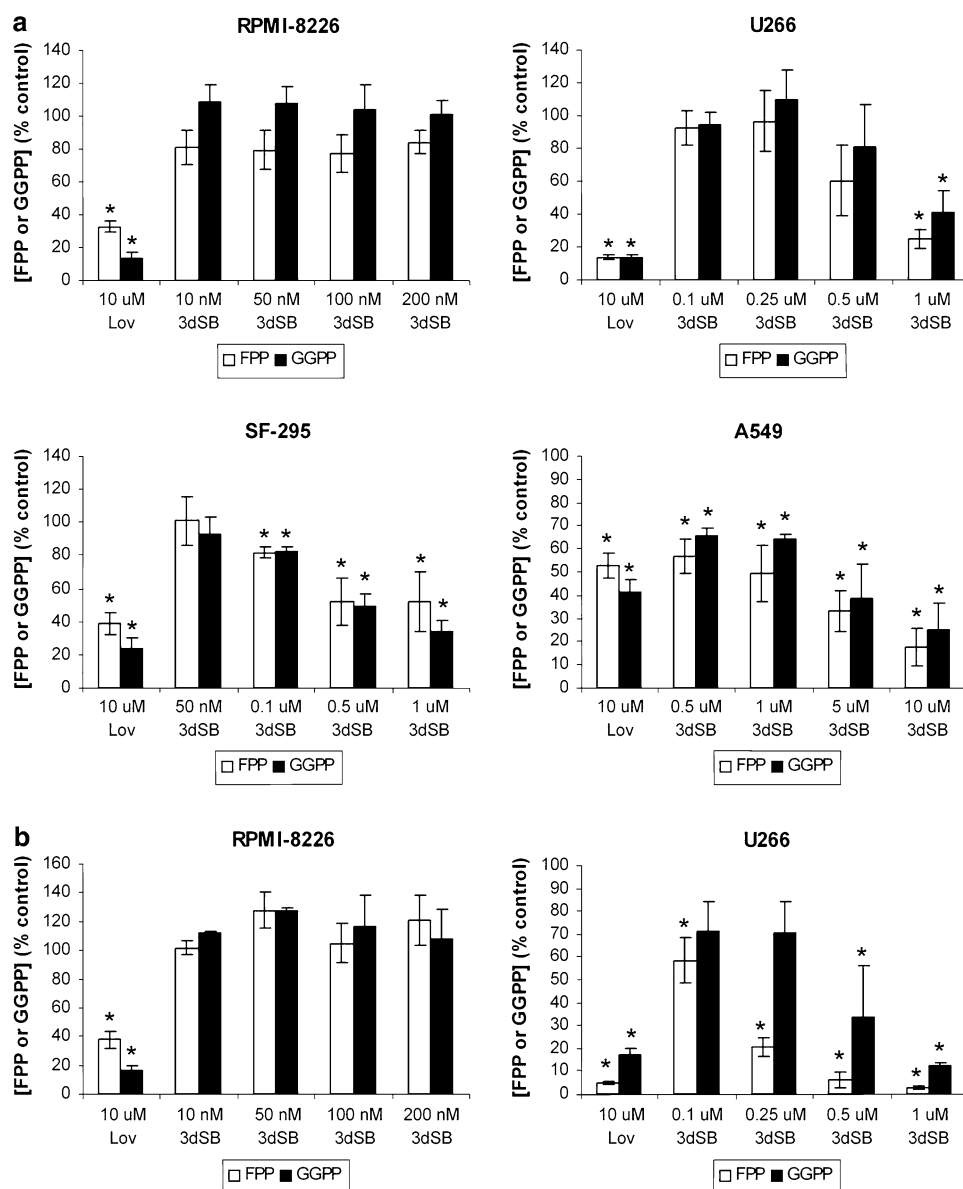 a
RPMI-8226
[FPP or GGPP] (% control)
140
120
100
80
60
40
20
0
* * 
10 uM 10 nM 50 nM 100 nM 200 nM
Lov 3dSB 3dSB 3dSB 3dSB
FPP GGPP
U266
[FPP or GGPP] (% control)
140
120
100
80
60
40
20
0
* * * *
10 uM 0.1 uM 0.25 uM 0.5 uM 1 uM
Lov 3dSB 3dSB 3dSB 3dSB
FPP GGPP
SF-295
[FPP or GGPP] (% control)
140
120
100
80
60
40
20
0
* * * * * * * *
10 uM 50 nM 0.1 uM 0.5 uM 1 uM
Lov 3dSB 3dSB 3dSB 3dSB
FPP GGPP
A549
[FPP or GGPP] (% control)
100
90
80
70
60
50
40
30
20
10
0
* * * * * * * * * *
10 uM 0.5 uM 1 uM 5 uM 10 uM
Lov 3dSB 3dSB 3dSB 3dSB
FPP GGPP
b
RPMI-8226
[FPP or GGPP] (% control)
160
140
120
100
80
60
40
20
0
* *
10 uM 10 nM 50 nM 100 nM 200 nM
Lov 3dSB 3dSB 3dSB 3dSB
FPP GGPP
U266
[FPP or GGPP] (% control)
100
90
80
70
60
50
40
30
20
10
0
* * * * * * * *
10 uM 0.1 uM 0.25 uM 0.5 uM 1 uM
Lov 3dSB 3dSB 3dSB 3dSB
FPP GGPP